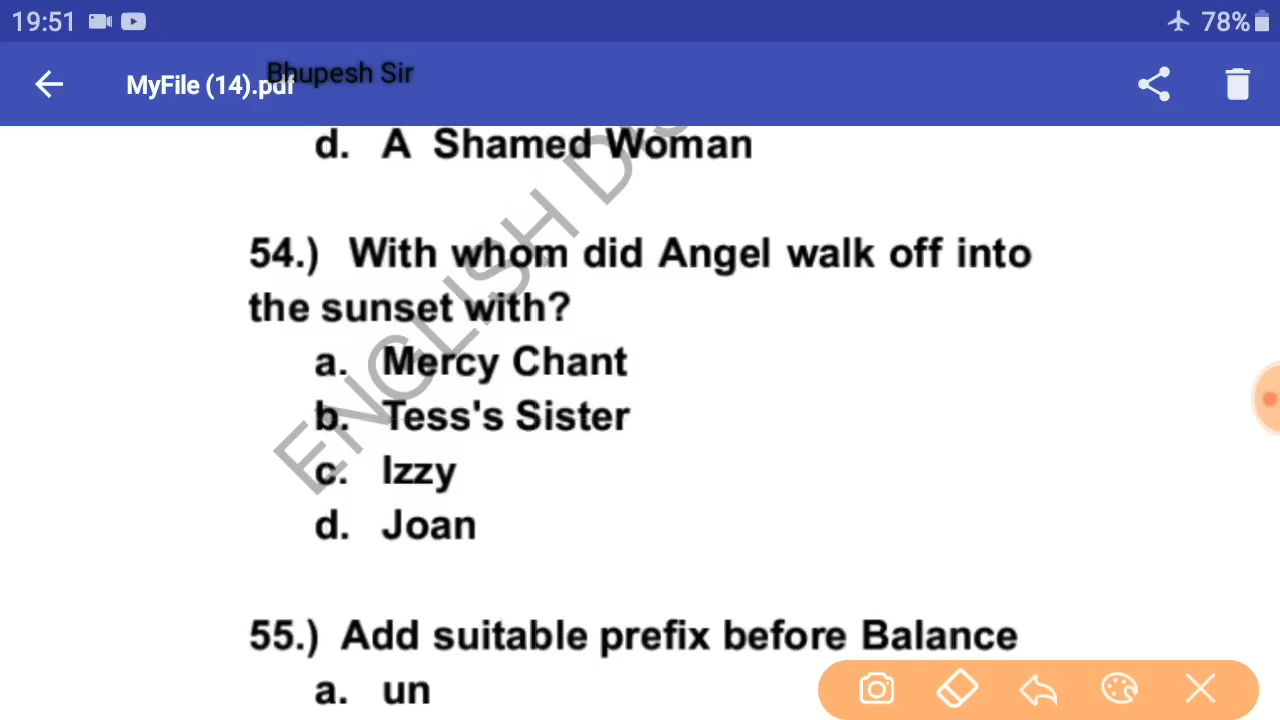 19:51 78%
MyFile (14).pdf Bhupesh Sir
d. A Shamed Woman
54.) With whom did Angel walk off into
the sunset with?
a. Mercy Chant
b. Tess's Sister
c. Izzy
d. Joan
55.) Add suitable prefix before Balance
a. un
ENGLISH